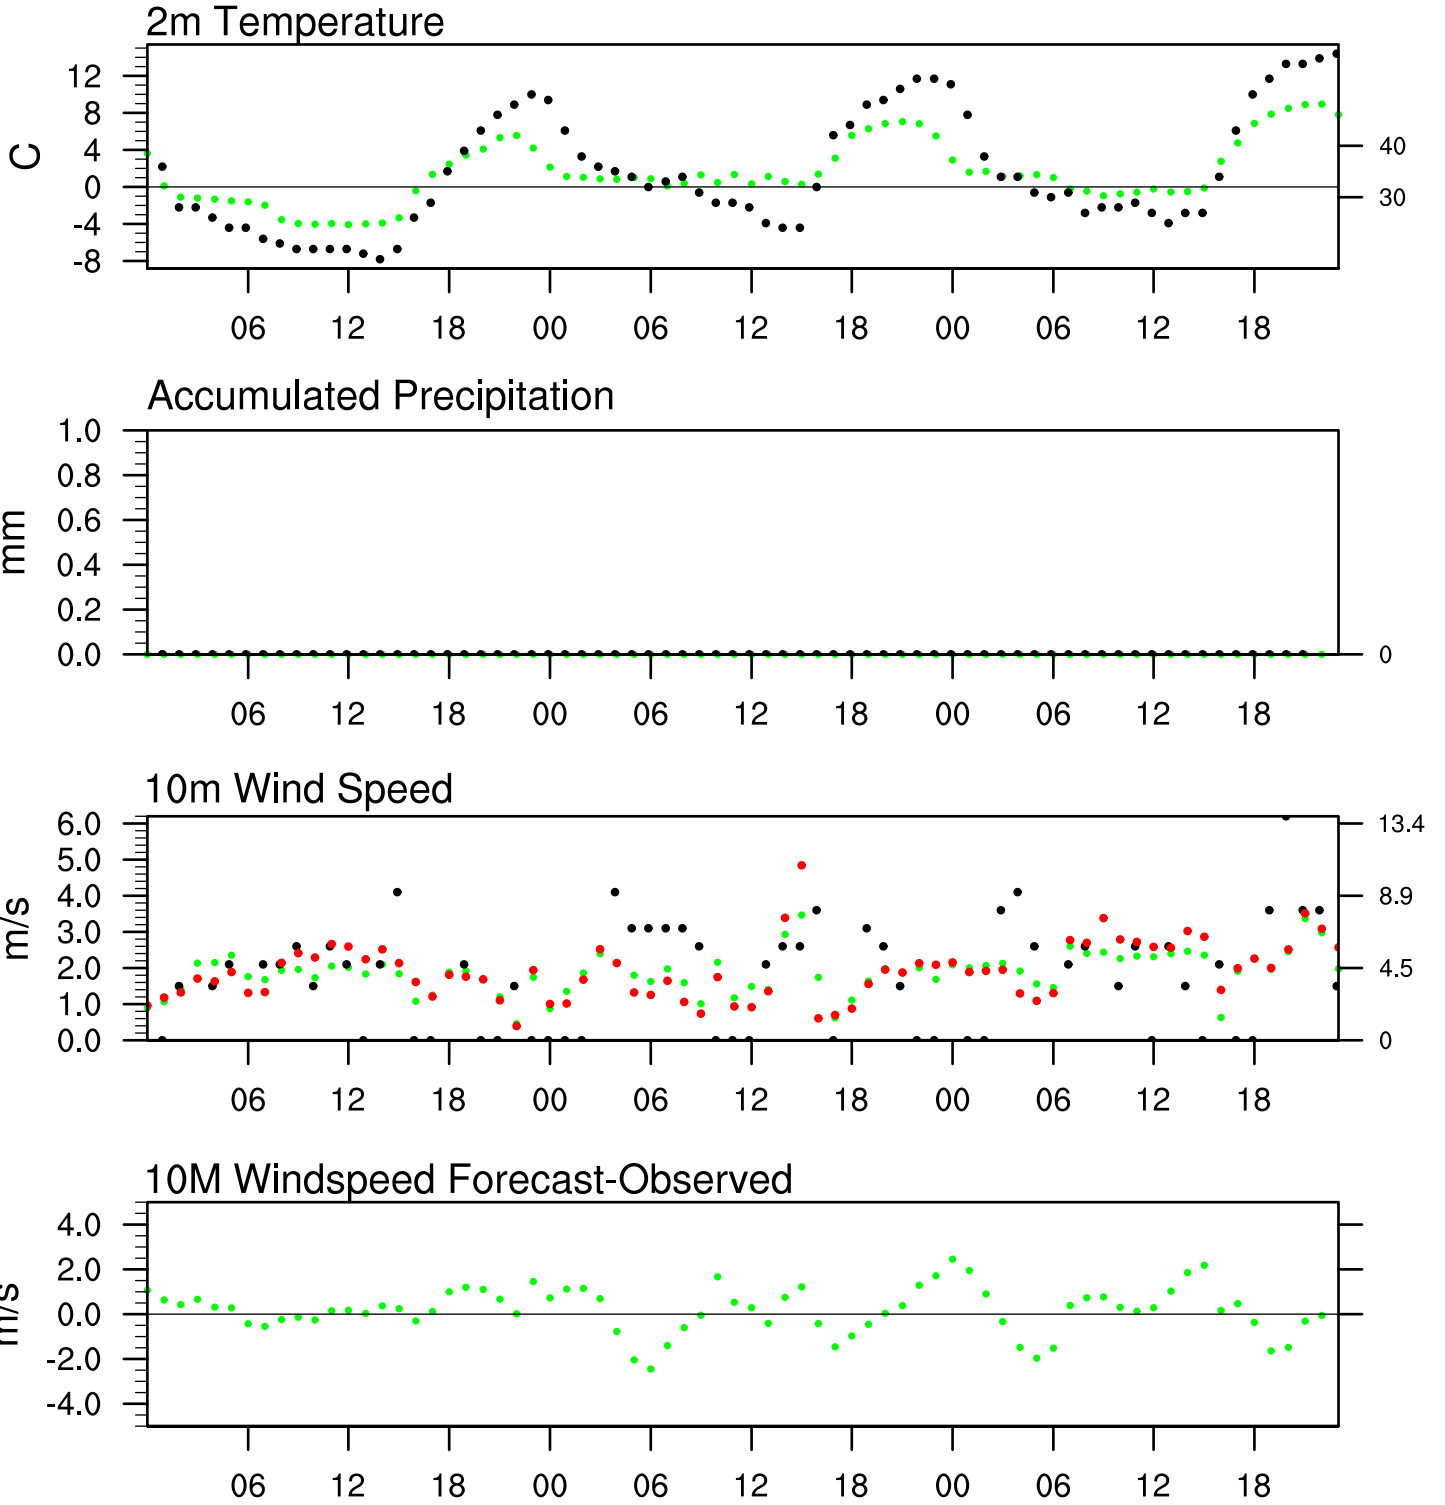 2m Temperature
12
8
4
0
-4
-8
C
40
30
06 12 18 00 06 12 18 00 06 12 18
Accumulated Precipitation
1.0
0.8
0.6
0.4
0.2
0.0
mm
0
06 12 18 00 06 12 18 00 06 12 18
10m Wind Speed
6.0
5.0
4.0
3.0
2.0
1.0
0.0
m/s
13.4
8.9
4.5
0
06 12 18 00 06 12 18 00 06 12 18
10M Windspeed Forecast-Observed
4.0
2.0
0.0
-2.0
-4.0
m/s
06 12 18 00 06 12 18 00 06 12 18